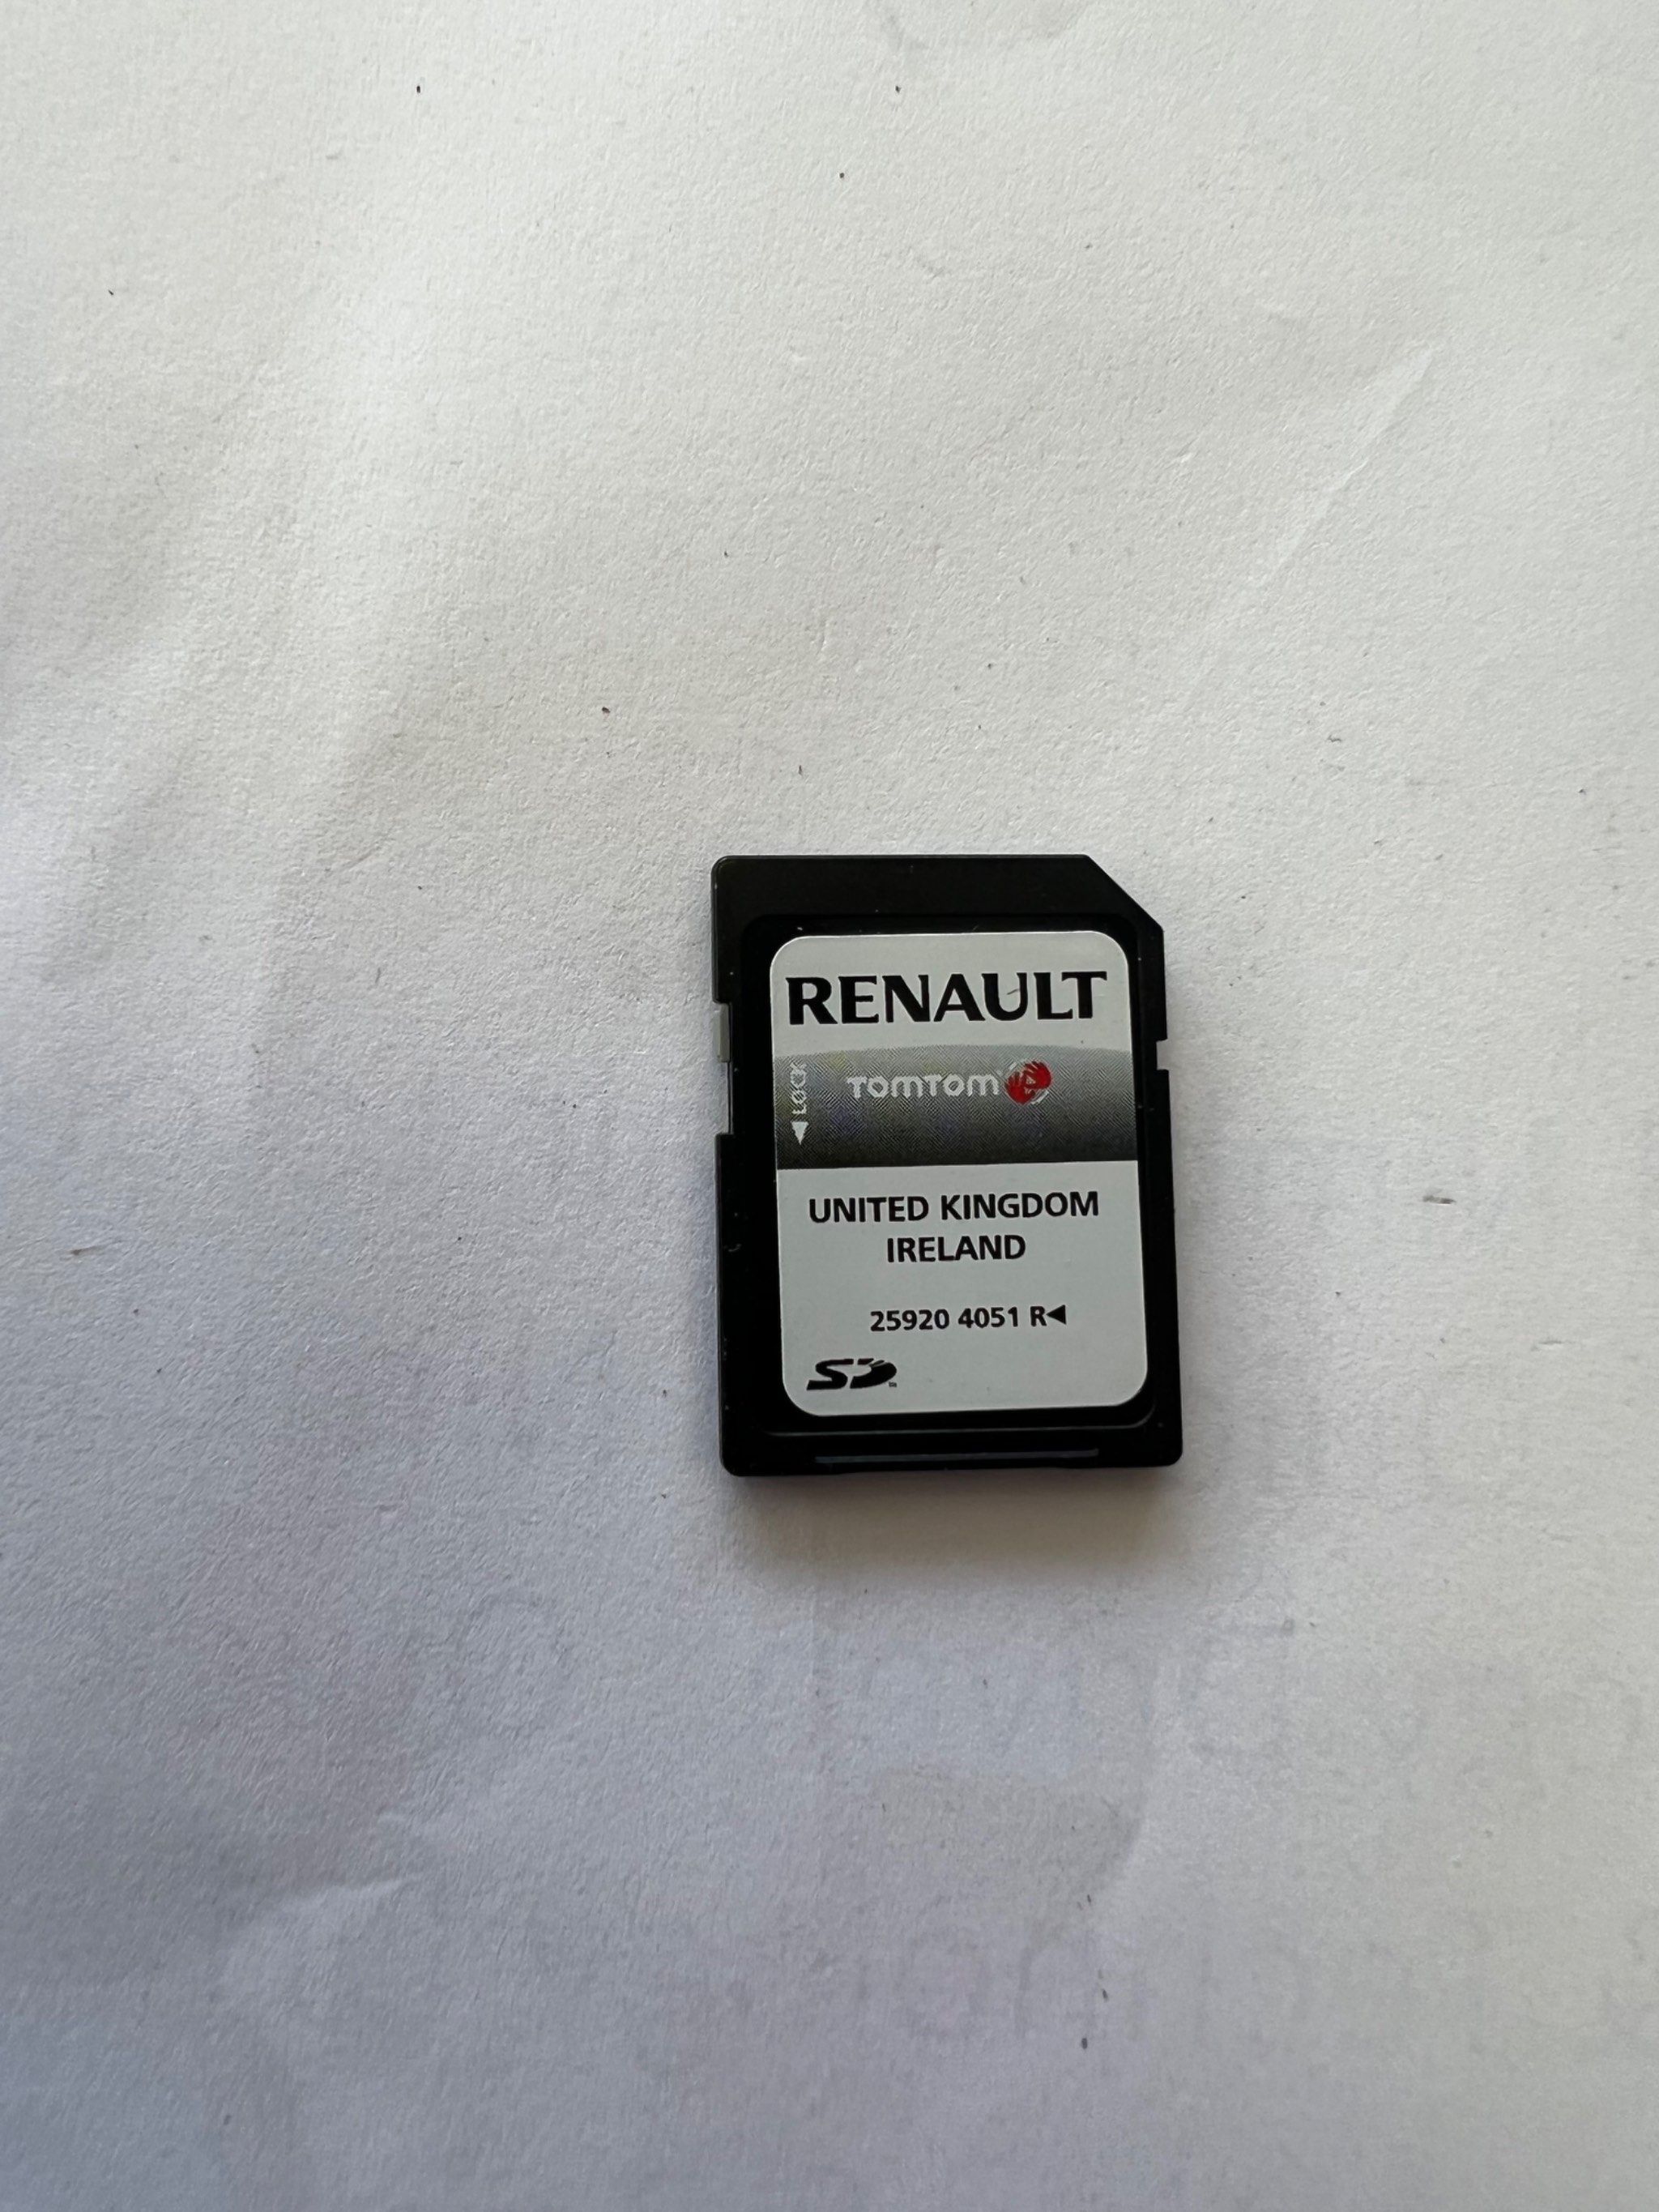 RENAULT
LOCK
TOMTOM
UNITED KINGDOM
IRELAND
25920 4051 R◀
SD